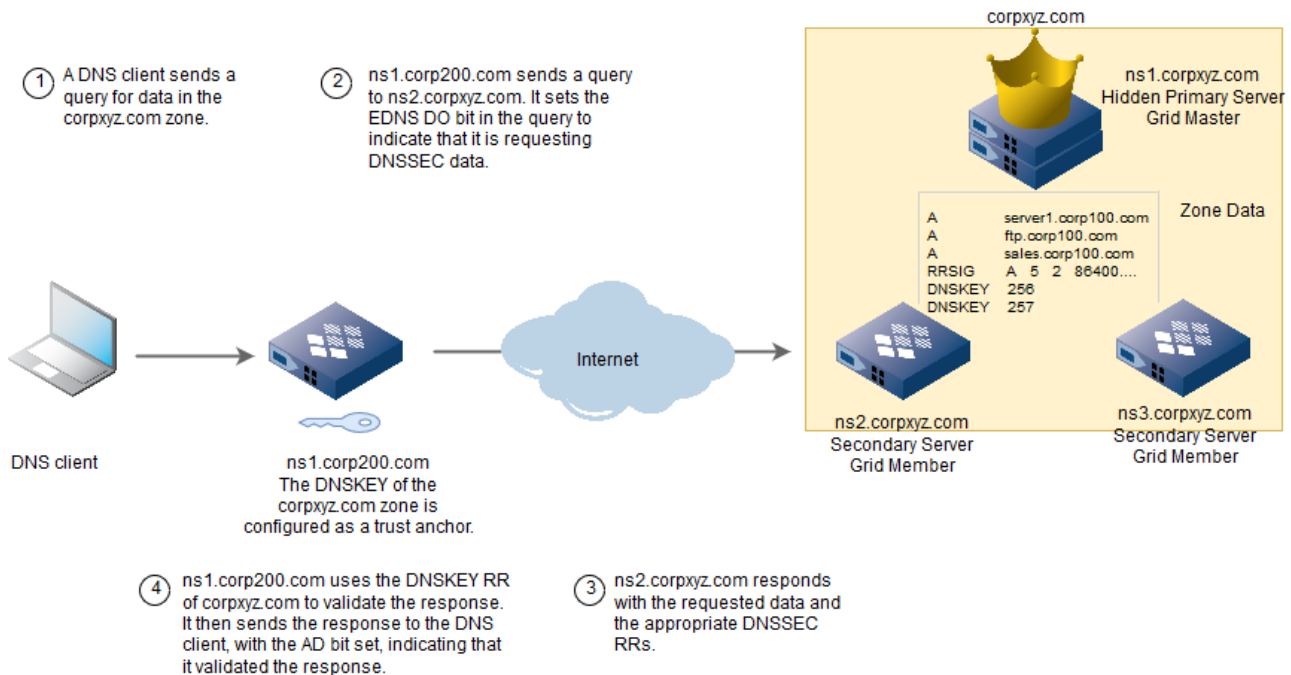 corpxyz.com
1 A DNS client sends a
query for data in the
corpxyz.com zone.
2 ns1.corp200.com sends a query
to ns2.corpxyz.com. It sets the
EDNS DO bit in the query to
indicate that it is requesting
DNSSEC data.
ns1.corpxyz.com
Hidden Primary Server
Grid Master
Zone Data
A server1.corp100.com
A ftp.corp100.com
A sales.corp100.com
RRSIG A 5 2 86400....
DNSKEY 256
DNSKEY 257
Internet
DNS client
ns1.corp200.com
The DNSKEY of the
corpxyz.com zone is
configured as a trust anchor.
ns2.corpxyz.com
Secondary Server
Grid Member
ns3.corpxyz.com
Secondary Server
Grid Member
4 ns1.corp200.com uses the DNSKEY RR
of corpxyz.com to validate the response.
It then sends the response to the DNS
client, with the AD bit set, indicating that
it validated the response.
3 ns2.corpxyz.com responds
with the requested data and
the appropriate DNSSEC
RRs.